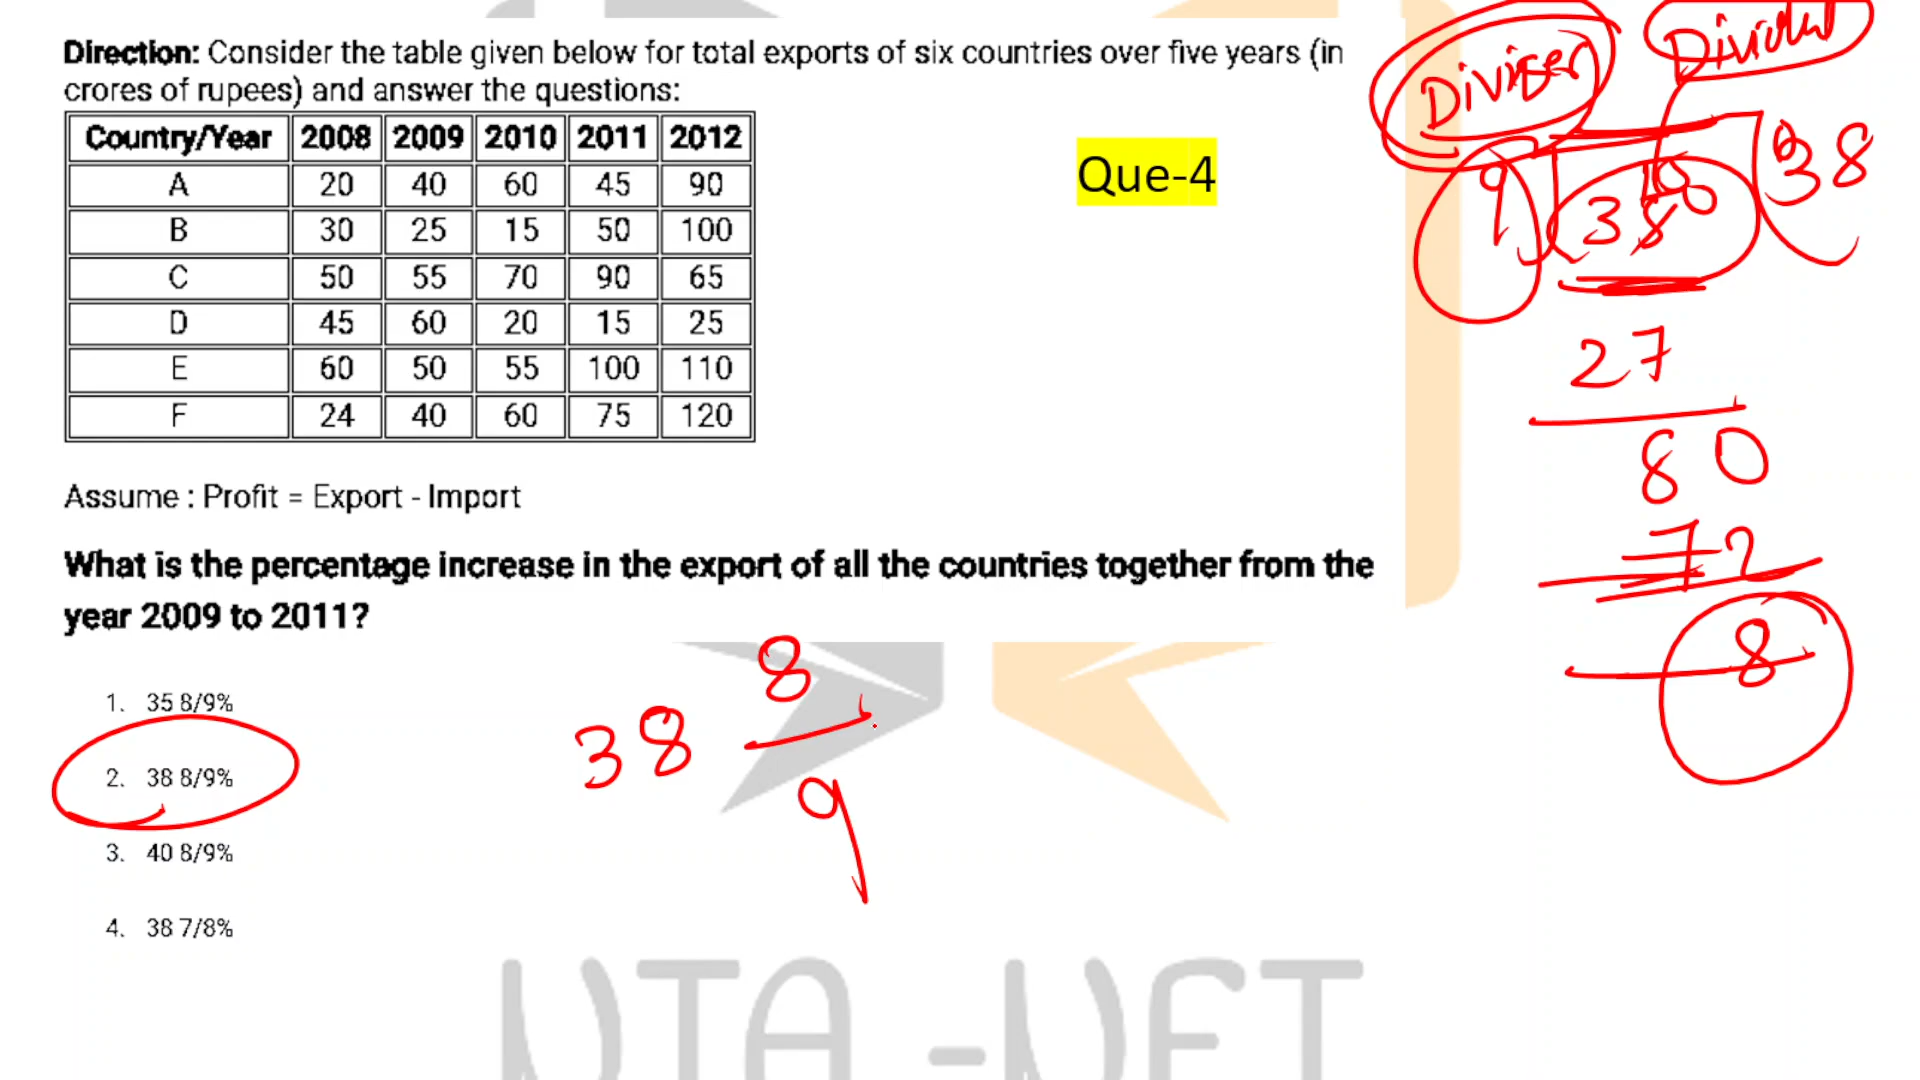 Direction: Consider the table given below for total exports of six countries over five years (in
crores of rupees) and answer the questions:
Country/Year 2008 2009 2010 2011 2012
A 20 40 60 45 90
B 30 25 15 50 100
C 50 55 70 90 65
D 45 60 20 15 25
E 60 50 55 100 110
F 24 40 60 75 120
Assume : Profit = Export - Import
What is the percentage increase in the export of all the countries together from the
year 2009 to 2011?
1. 35 8/9%
2. 38 8/9%
3. 40 8/9%
4. 38 7/8%
Que-4
Diviser
9
38
27
80
72
8
38 8
9
NTA-NET